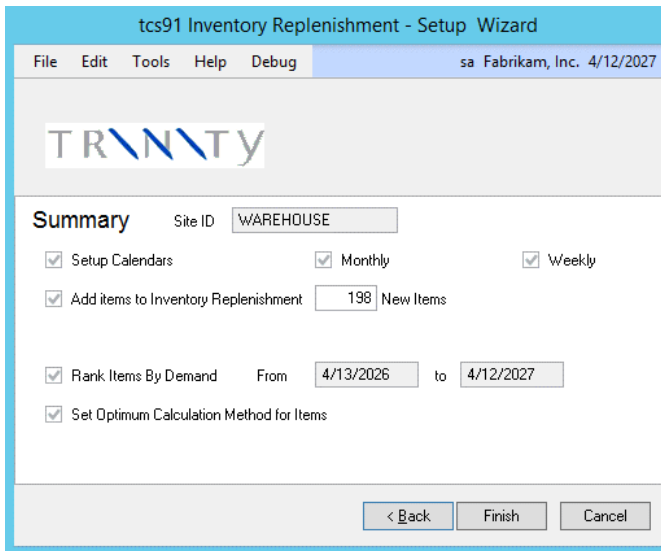 tcs91 Inventory Replenishment - Setup Wizard
File Edit Tools Help Debug sa Fabrikam, Inc. 4/12/2027
TRINITY
Summary Site ID WAREHOUSE
Setup Calendars Monthly Weekly
Add items to Inventory Replenishment 198 New Items
Rank Items By Demand From 4/13/2026 to 4/12/2027
Set Optimum Calculation Method for Items
< Back Finish Cancel